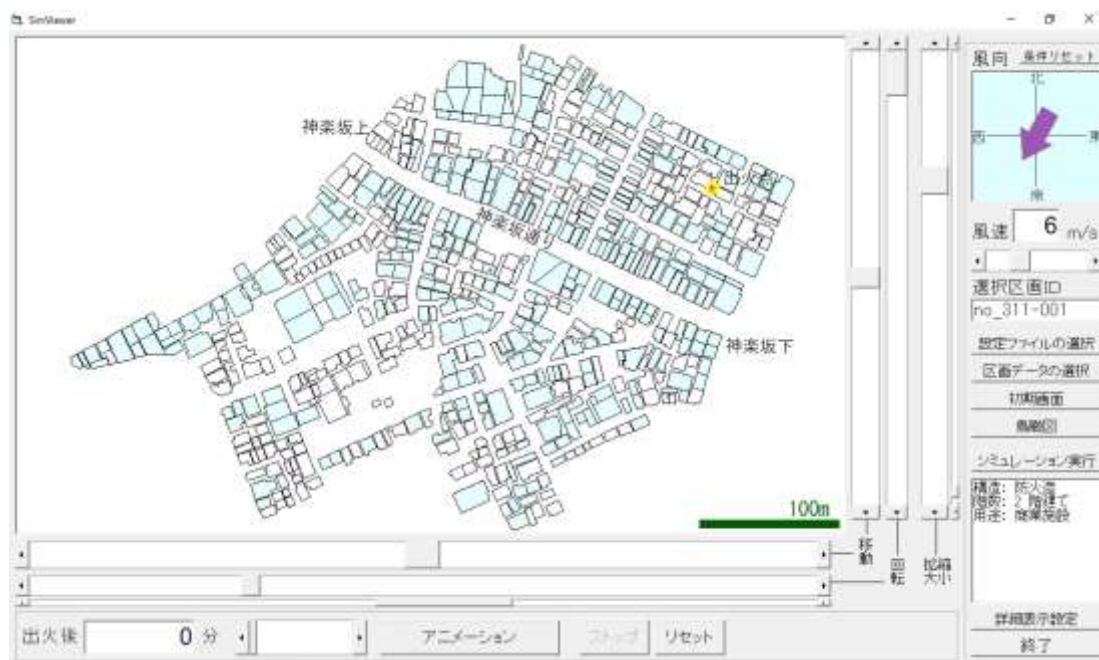 SimViewer
風向 条件リセット
北
西 東
南
風速 6 m/s
選択区画ID
no_311-001
設定ファイルの選択
区画データの選択
初期画面
鳥瞰図
シミュレーション実行
構造: 防火造
階数: 2 階建て
用途: 商業施設
詳細表示設定
終了
神楽坂上
出火点
神楽坂通り
神楽坂下
100m
移動
回転
拡大
縮小
出火後 0 分
アニメーション
ストップ
リセット